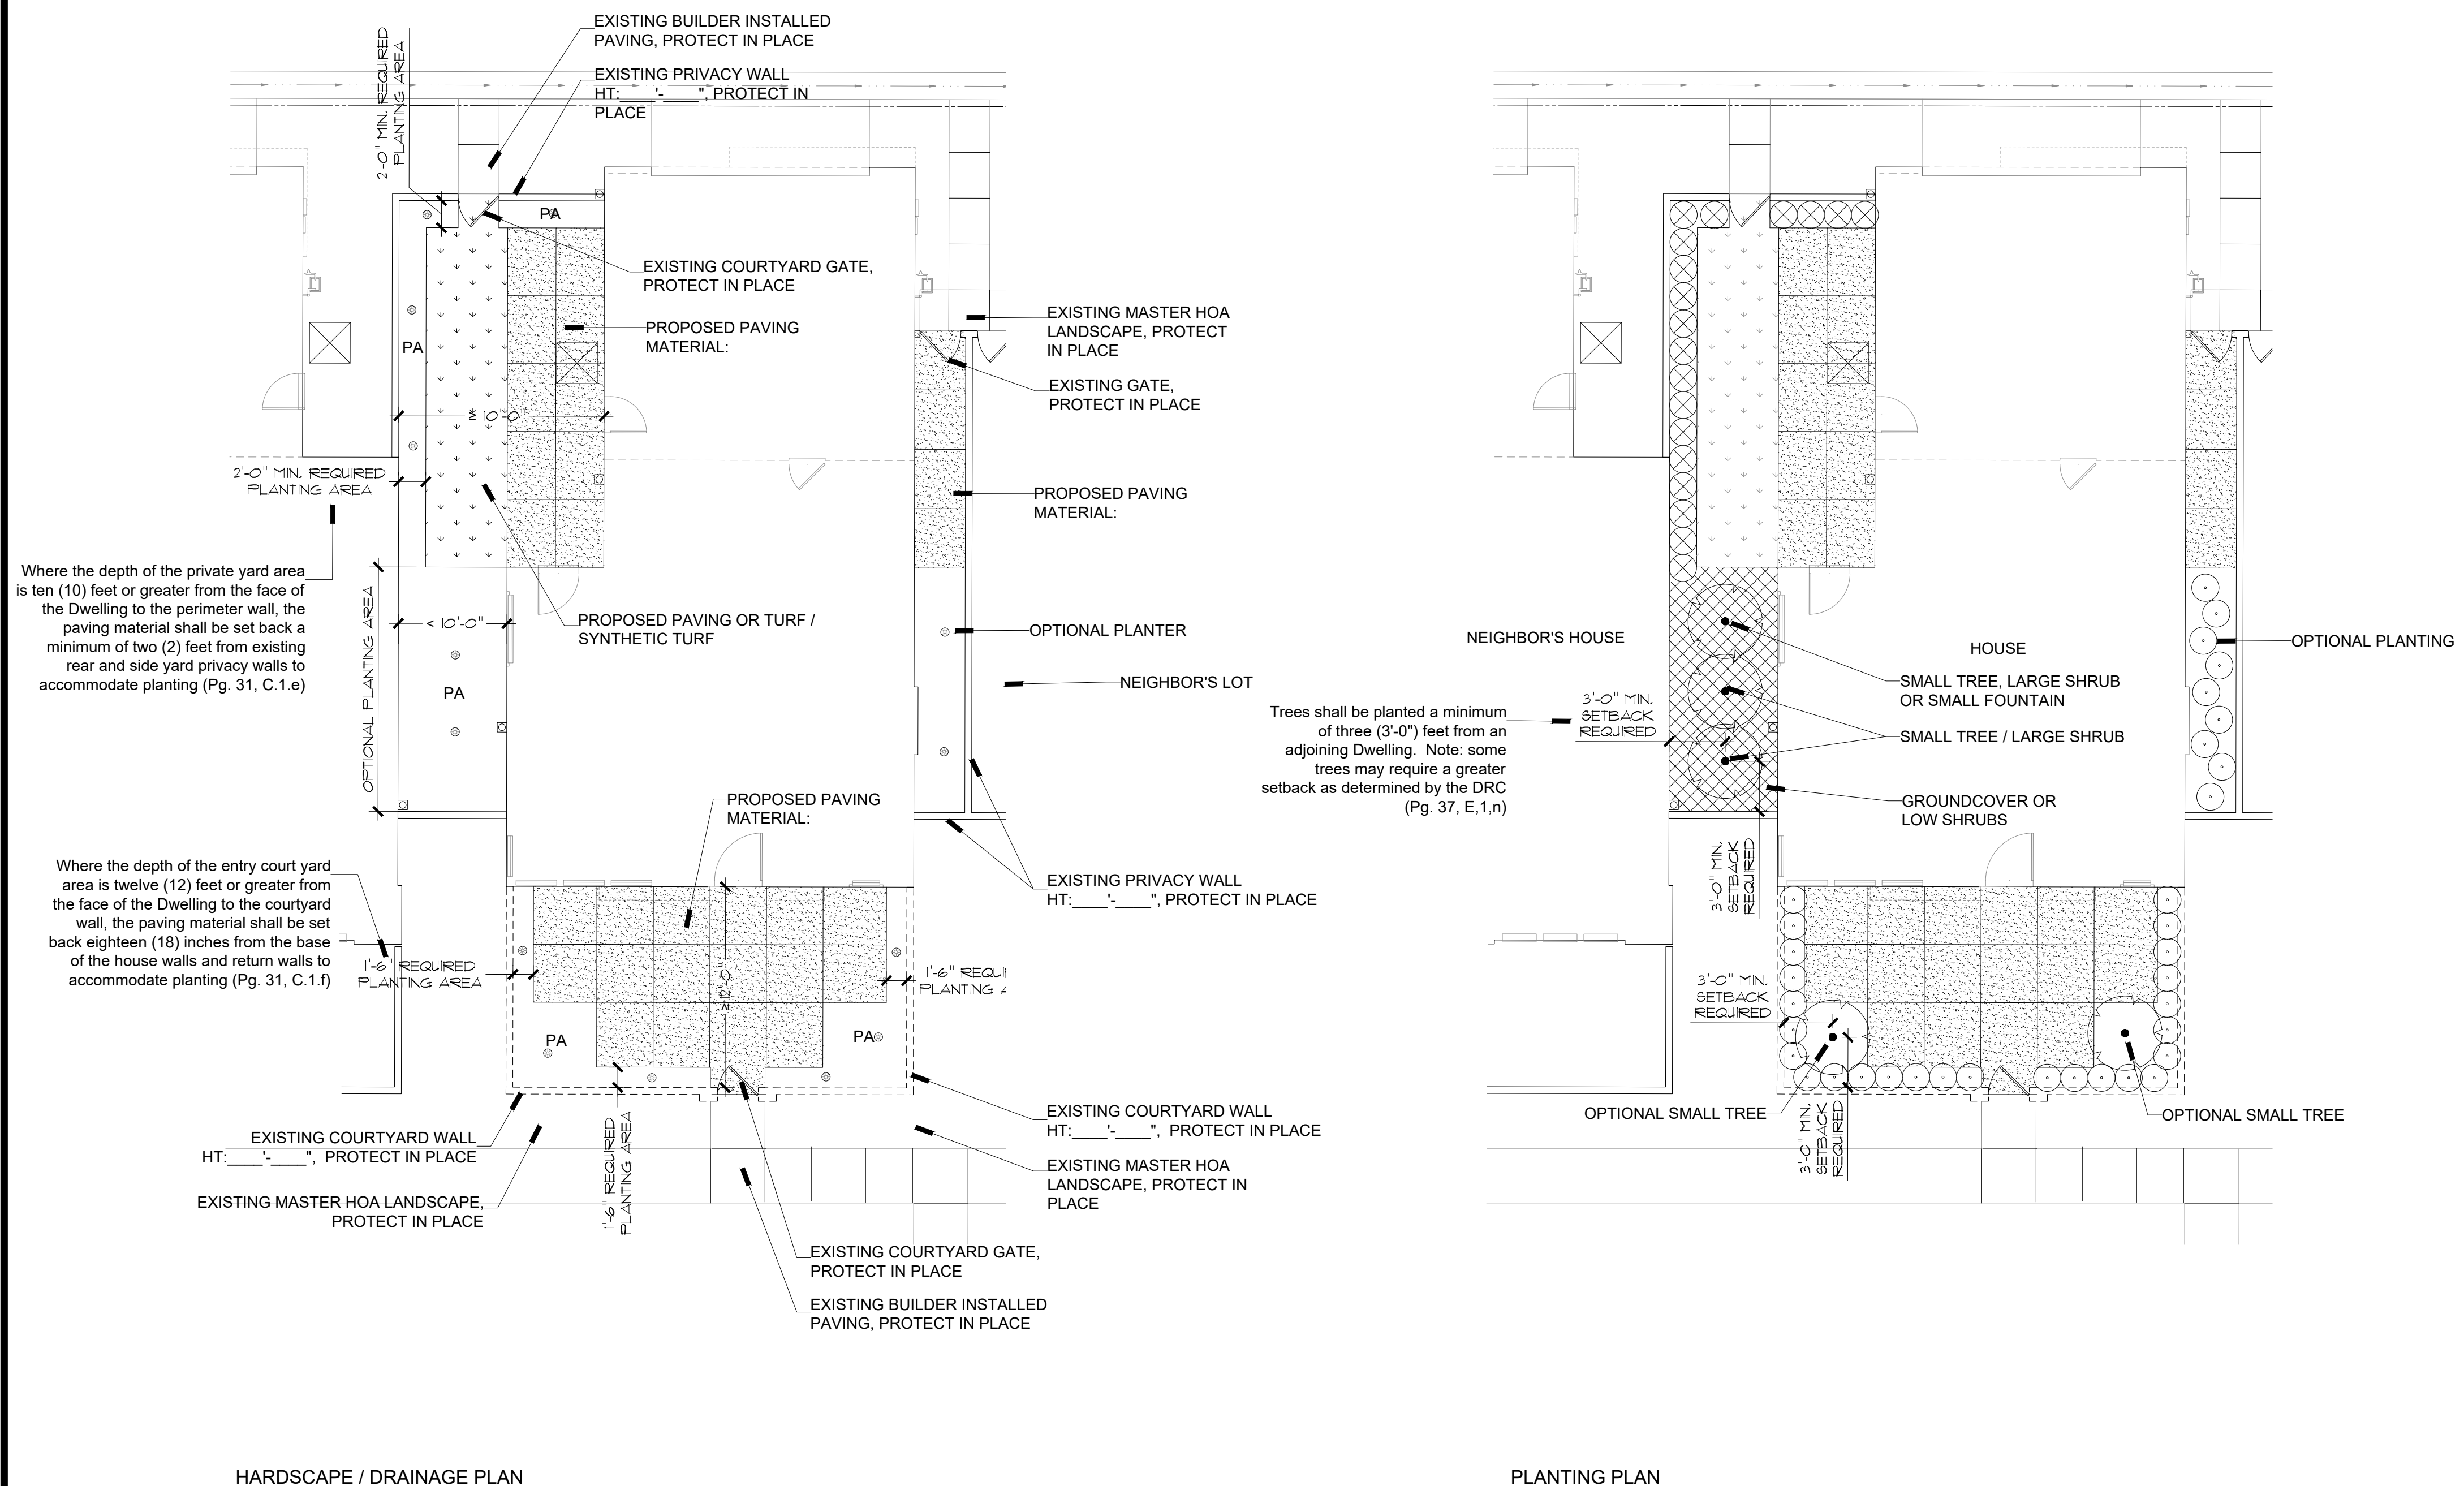 EXISTING BUILDER INSTALLED
PAVING, PROTECT IN PLACE
2'-0" MIN. REQUIRED
PLANTING AREA
EXISTING PRIVACY WALL
HT:____'-____", PROTECT IN
PLACE
PA
EXISTING COURTYARD GATE,
PROTECT IN PLACE
PROPOSED PAVING
MATERIAL:
PA
≥ 10'-0"
EXISTING MASTER HOA
LANDSCAPE, PROTECT
IN PLACE
EXISTING GATE,
PROTECT IN PLACE
2'-0" MIN. REQUIRED
PLANTING AREA
PROPOSED PAVING
MATERIAL:
Where the depth of the private yard area
is ten (10) feet or greater from the face of
the Dwelling to the perimeter wall, the
paving material shall be set back a
minimum of two (2) feet from existing
rear and side yard privacy walls to
accommodate planting (Pg. 31, C.1.e)
OPTIONAL PLANTING AREA
< 10'-0"
PA
PROPOSED PAVING OR TURF /
SYNTHETIC TURF
OPTIONAL PLANTER
NEIGHBOR'S LOT
PROPOSED PAVING
MATERIAL:
Where the depth of the entry court yard
area is twelve (12) feet or greater from
the face of the Dwelling to the courtyard
wall, the paving material shall be set
back eighteen (18) inches from the base
of the house walls and return walls to
accommodate planting (Pg. 31, C.1.f)
EXISTING PRIVACY WALL
HT:____'-____", PROTECT IN PLACE
1'-6" REQUIRED
PLANTING AREA
≥ 12'-0"
1'-6" REQUI
PLANTING A
PA
PA
EXISTING COURTYARD WALL
HT:____'-____", PROTECT IN PLACE
EXISTING MASTER HOA LANDSCAPE,
PROTECT IN PLACE
1'-6" REQUIRED
PLANTING AREA
EXISTING COURTYARD WALL
HT:____'-____", PROTECT IN PLACE
EXISTING MASTER HOA
LANDSCAPE, PROTECT IN
PLACE
EXISTING COURTYARD GATE,
PROTECT IN PLACE
EXISTING BUILDER INSTALLED
PAVING, PROTECT IN PLACE
HARDSCAPE / DRAINAGE PLAN
NEIGHBOR'S HOUSE
HOUSE
OPTIONAL PLANTING
SMALL TREE, LARGE SHRUB
OR SMALL FOUNTAIN
3'-0" MIN.
SETBACK
REQUIRED
Trees shall be planted a minimum
of three (3'-0") feet from an
adjoining Dwelling. Note: some
trees may require a greater
setback as determined by the DRC
(Pg. 37, E,1,n)
SMALL TREE / LARGE SHRUB
GROUNDCOVER OR
LOW SHRUBS
3'-0" MIN.
SETBACK
REQUIRED
3'-0" MIN.
SETBACK
REQUIRED
OPTIONAL SMALL TREE
3'-0" MIN.
SETBACK
REQUIRED
OPTIONAL SMALL TREE
PLANTING PLAN